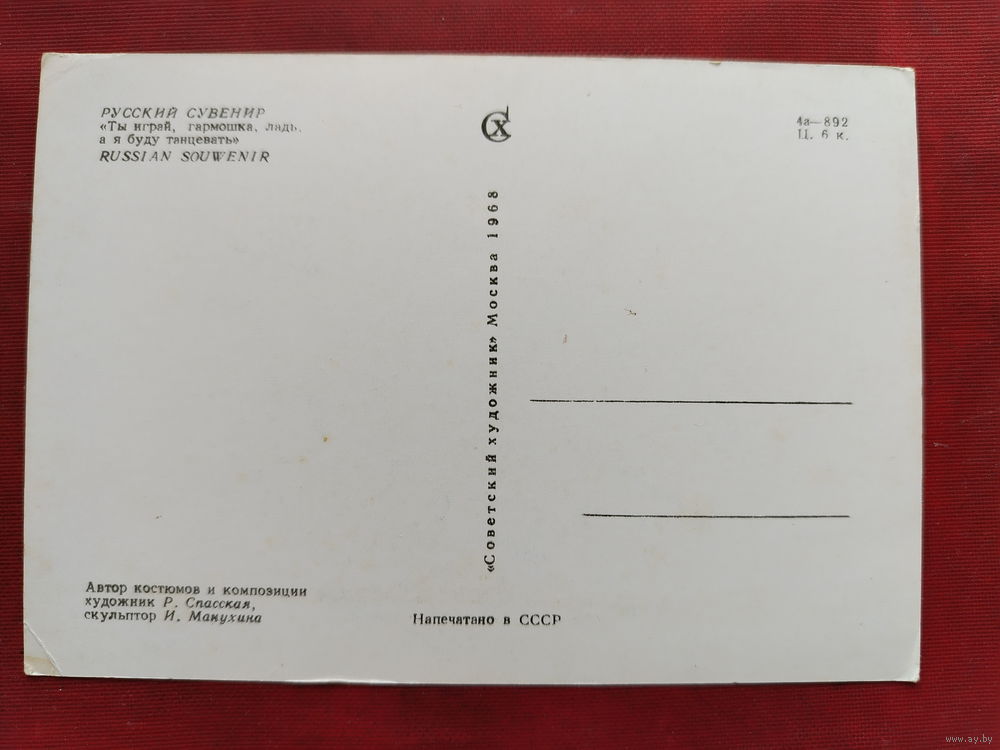 РУССКИЙ СУВЕНИР
«Ты играй, гармошка, ладь,
а я буду танцевать»
RUSSIAN SOUWENIR
СХ
4а—892
Ц. 6 к.
«Советский художник» Москва 1968
Автор костюмов и композиции
художник Р. Спасская,
скульптор И. Манухина
Напечатано в СССР
www.ay.by